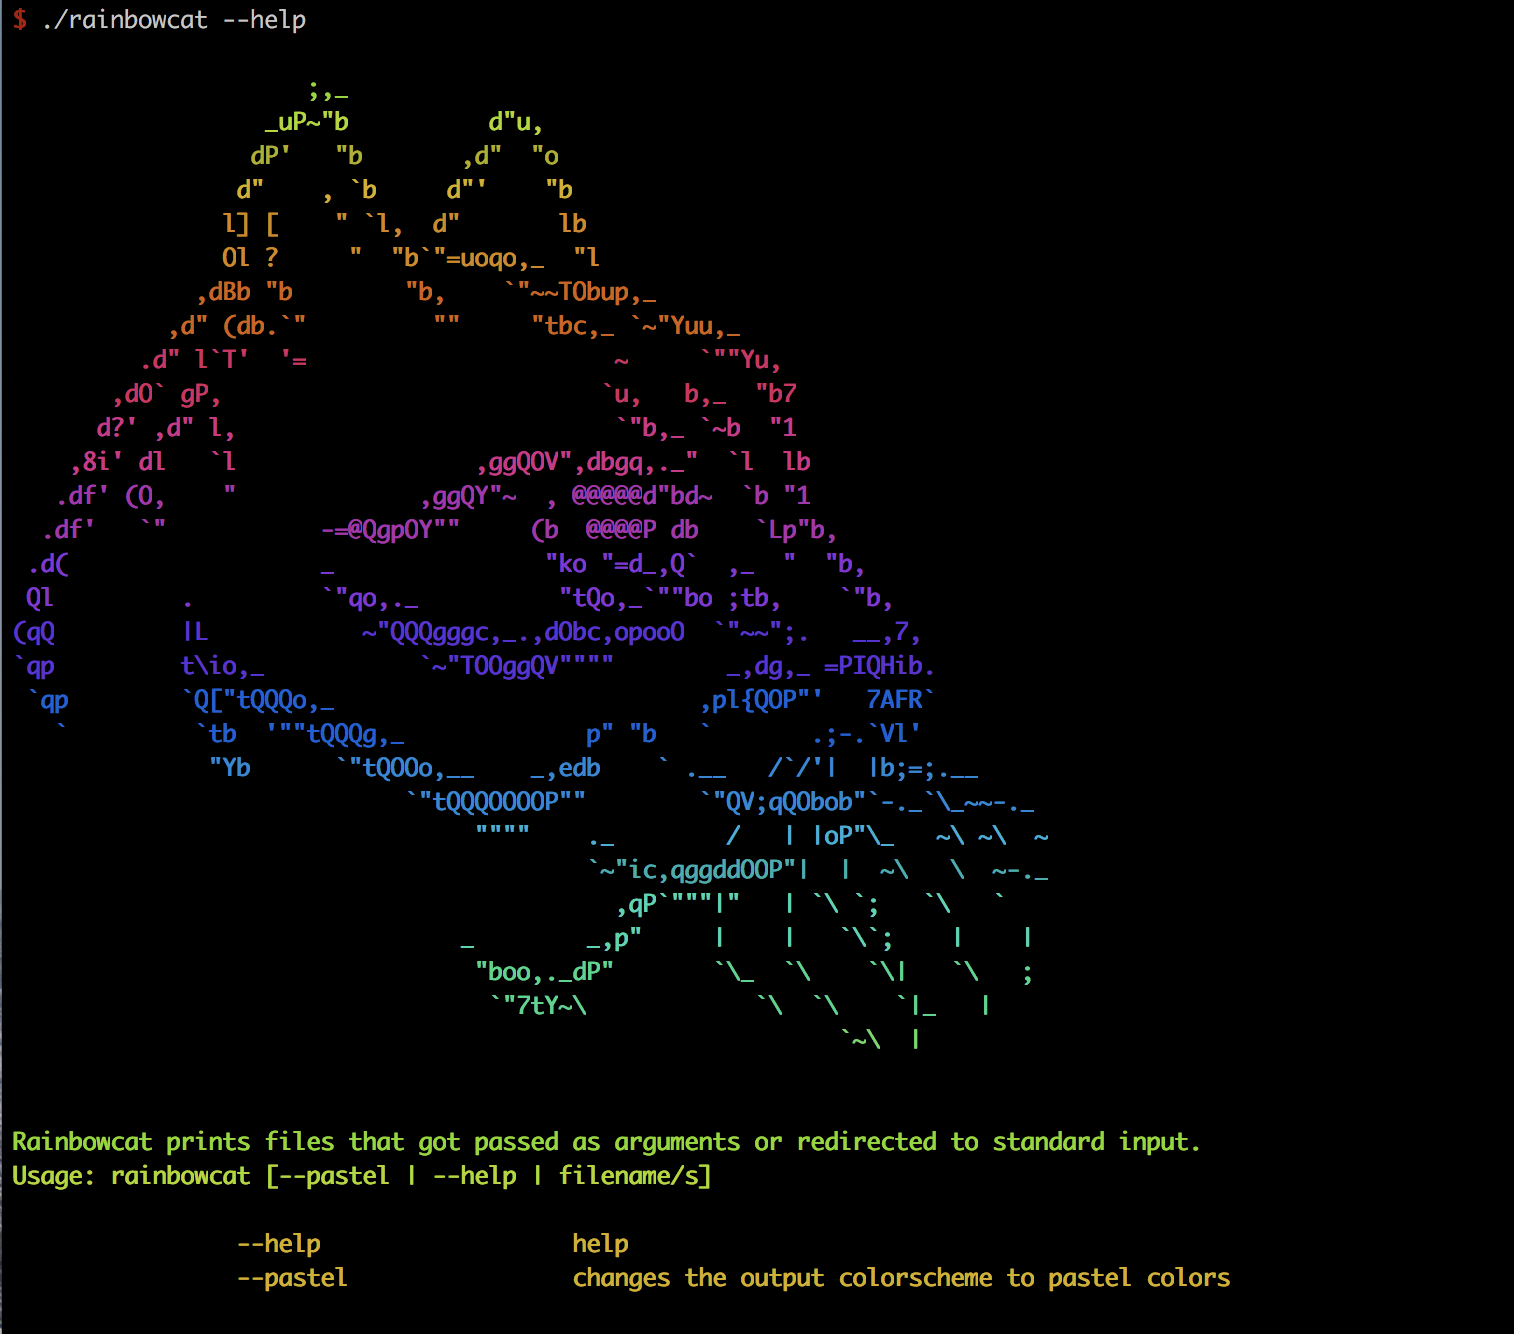 $ ./rainbowcat --help
                     ;,_
                  _uP~"b          d"u,
                 dP'   "b       ,d"  "o
                d"    , `b     d"'    "b
               l] [    " `l,  d"       lb
               Ol ?     "  "b`"=uoqo,_  "l
             ,dBb "b        "b,    `"~~TObup,_
           ,d" (db.`"         ""     "tbc,_ `~"Yuu,_
         .d" l`T'  '=                      ~     `""Yu,
       ,dO` gP,                           `u,   b,_  "b7
      d?' ,d" l,                           `"b,_ `~b  "1
    ,8i' dl   `l                 ,ggQOV",dbgq,._"  `l  lb
   .df' (O,    "             ,ggQY"~  , @@@@@d"bd~  `b "1
  .df'   `"           -=@QgpOY""     (b  @@@@P db    `Lp"b,
 .d(                  _               "ko "=d_,Q`  ,_  "  "b,
 Ql         .         `"qo,._          "tQo,_`""bo ;tb,    `"b,
(qQ         |L           ~"QQQgggc,_.,dObc,opooO  `"~~";.   __,7,
`qp         t\io,_           `~"TOOggQV""""        _,dg,_ =PIQHib.
 `qp        `Q["tQQQo,_                          ,pl{QOP"'   7AFR`
   `         `tb  '""tQQQg,_             p" "b   `       .;-.`Vl'
              "Yb      `"tQOOo,__    _,edb    ` .__   /`/'|  |b;=;.__
                            `"tQQQOOOOP""        `"QV;qQObob"`-._`\_~~-._
                                 """"    ._        /   | |oP"\_   ~\ ~\  ~
                                         `~"ic,qggddOOP"|  |  ~\   \  ~-._
                                           ,qP`"""|"   | `\ `;   `\   `
                                _        _,p"     |    |   `\`;    |    |
                                 "boo,._dP"       `\_  `\    `\|   `\   ;
                                  `"7tY~\            `\  `\    `|_   |
                                                           `~\  |
Rainbowcat prints files that got passed as arguments or redirected to standard input.
Usage: rainbowcat [--pastel | --help | filename/s]
                --help                  help
                --pastel                changes the output colorscheme to pastel colors